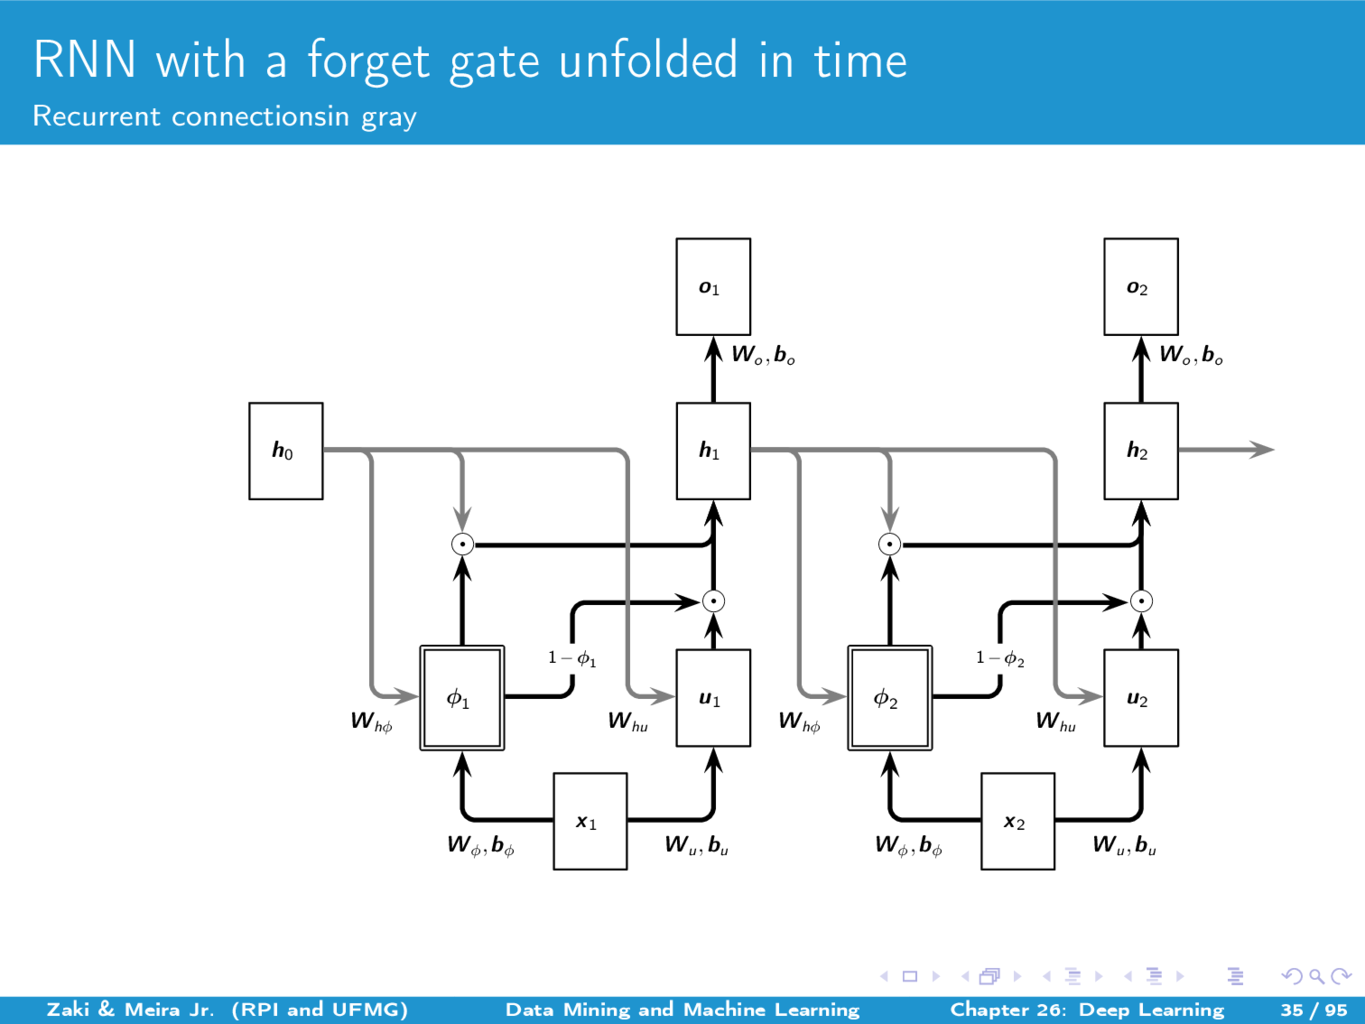 RNN with a forget gate unfolded in time
Recurrent connectionsin gray
o1
o2
Wo, bo
Wo, bo
h0
h1
h2
1 − ϕ1
1 − ϕ2
ϕ1
u1
ϕ2
u2
Whϕ
Whu
Whϕ
Whu
x1
x2
Wϕ, bϕ
Wu, bu
Wϕ, bϕ
Wu, bu
Zaki & Meira Jr. (RPI and UFMG)
Data Mining and Machine Learning
Chapter 26: Deep Learning
35 / 95